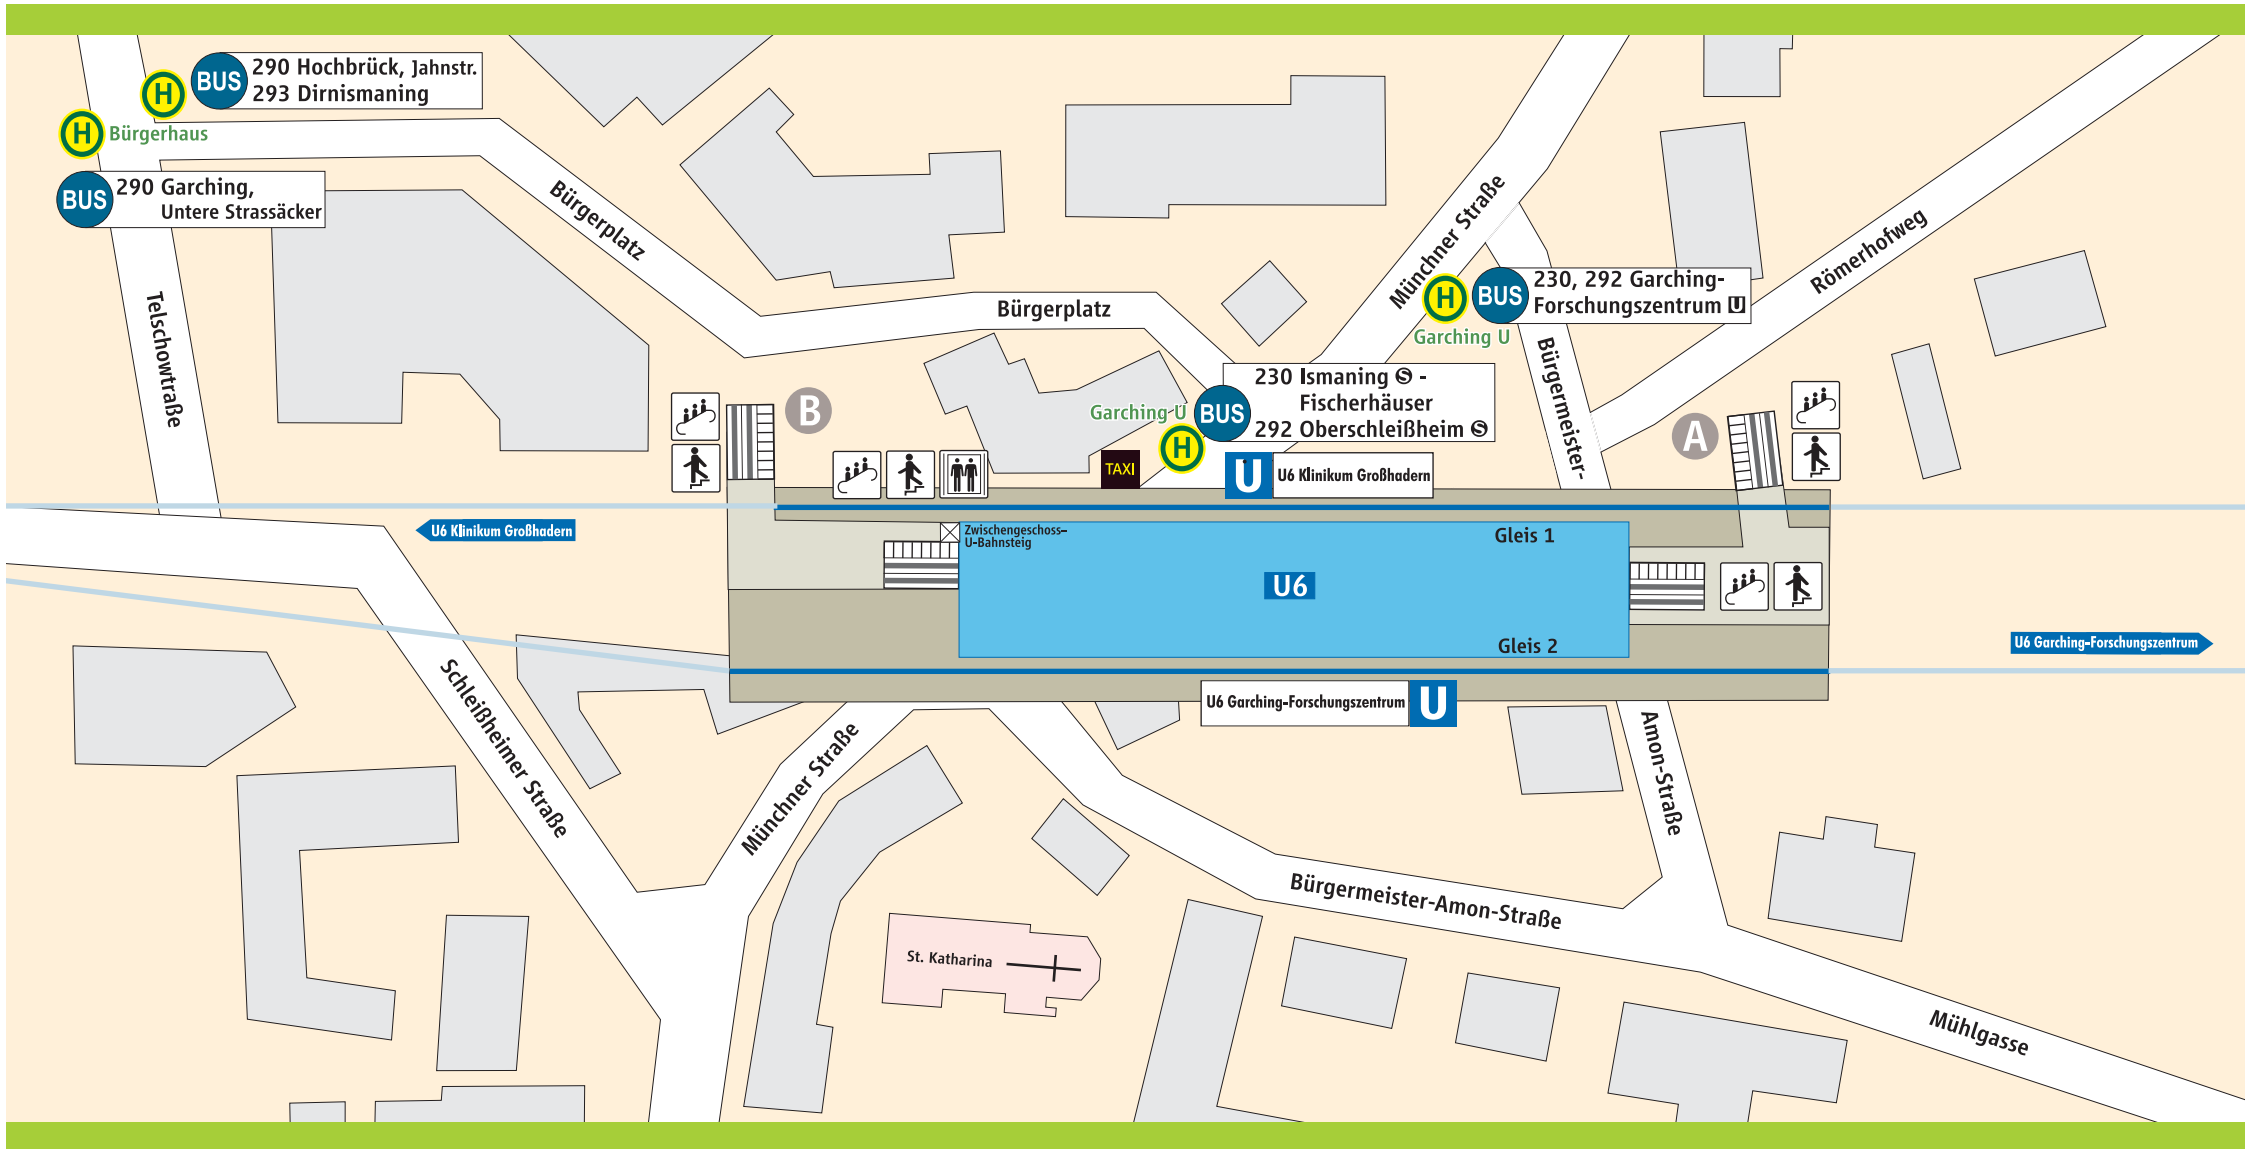 H
BUS
290 Hochbrück, Jahnstr.
293 Dirnismaning
H
Bürgerhaus
BUS
290 Garching,
Untere Strassäcker
Telschowtraße
Bürgerplatz
Bürgerplatz
Münchner Straße
H
Garching U
BUS
230, 292 Garching-
Forschungszentrum U
Römerhofweg
Bürgermeister-
B
Garching U
H
BUS
230 Ismaning S -
Fischerhäuser
292 Oberschleißheim S
A
TAXI
U
U6 Klinikum Großhadern
U6 Klinikum Großhadern
Zwischengeschoss-
U-Bahnsteig
Gleis 1
U6
Gleis 2
U6 Garching-Forschungszentrum
U6 Garching-Forschungszentrum
U
Schleißheimer Straße
Münchner Straße
Amon-Straße
Bürgermeister-Amon-Straße
St. Katharina
Mühlgasse